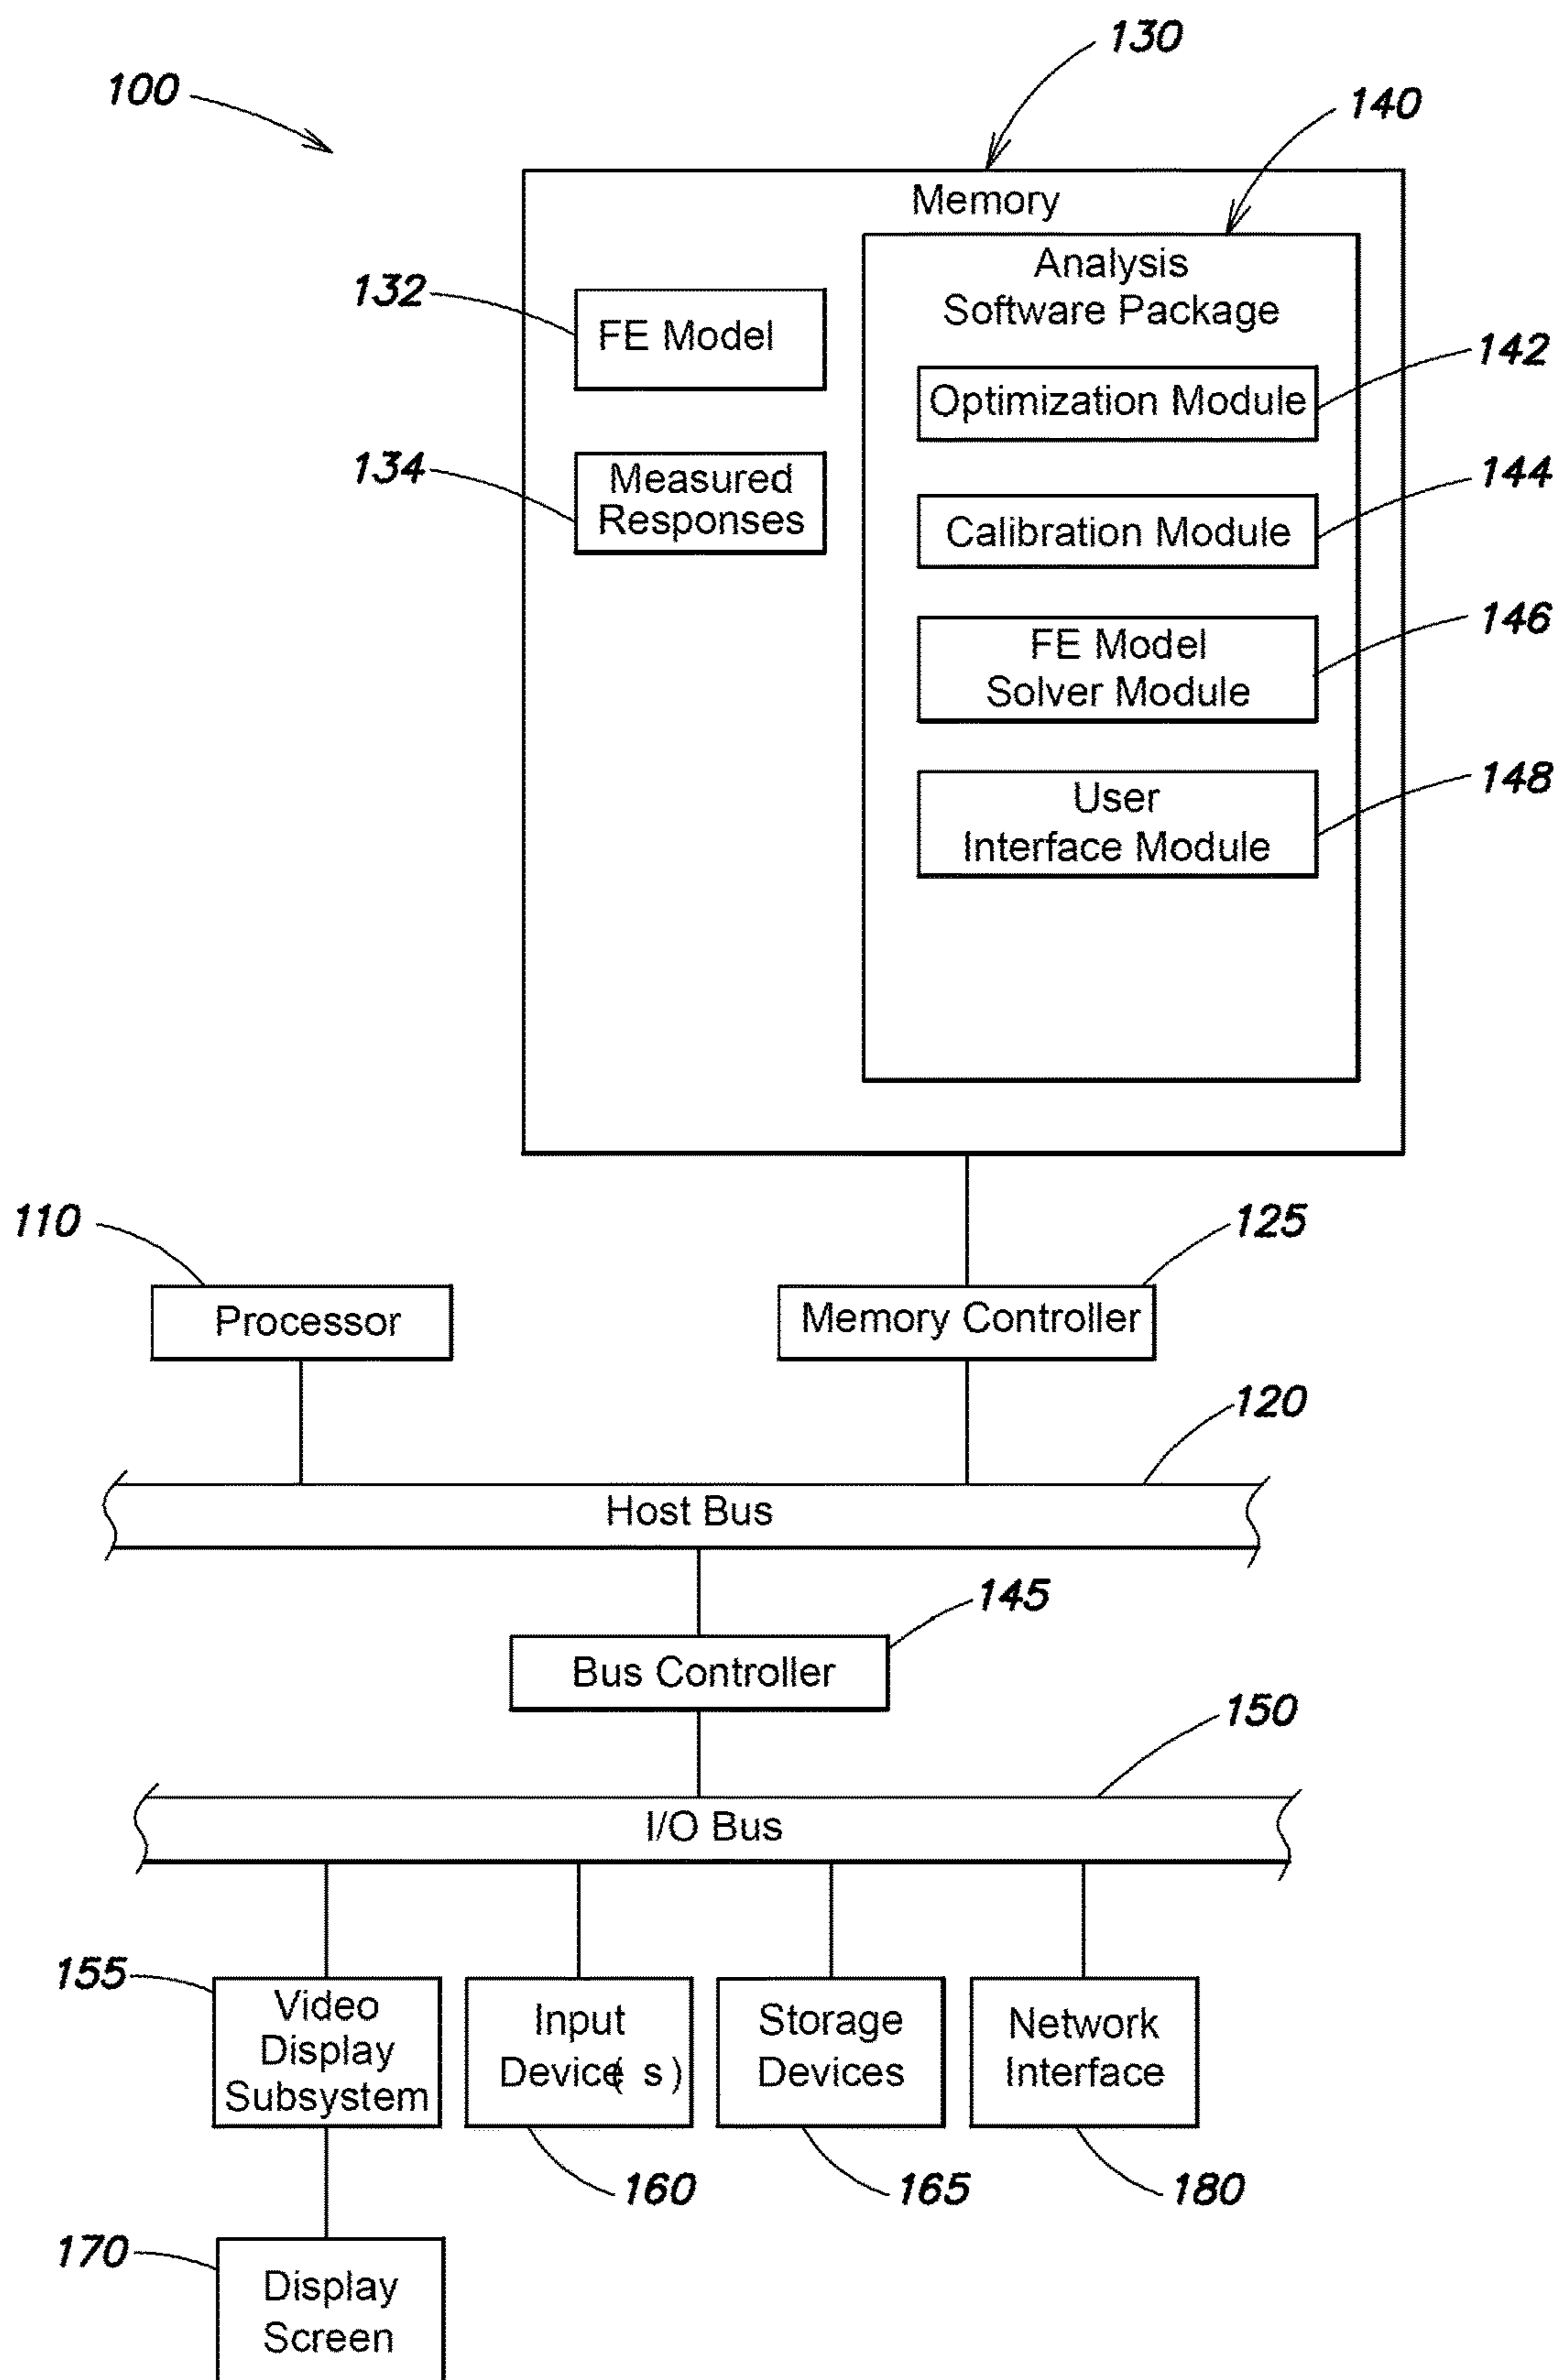 130
100
140
Memory
Analysis
Software Package
132
FE Model
142
Optimization Module
134
Measured
Responses
144
Calibration Module
146
FE Model
Solver Module
148
User
Interface Module
110
125
Processor
Memory Controller
120
Host Bus
145
Bus Controller
150
I/O Bus
155
Video
Display
Subsystem
Input
Device( s)
Storage
Devices
Network
Interface
160
165
180
170
Display
Screen